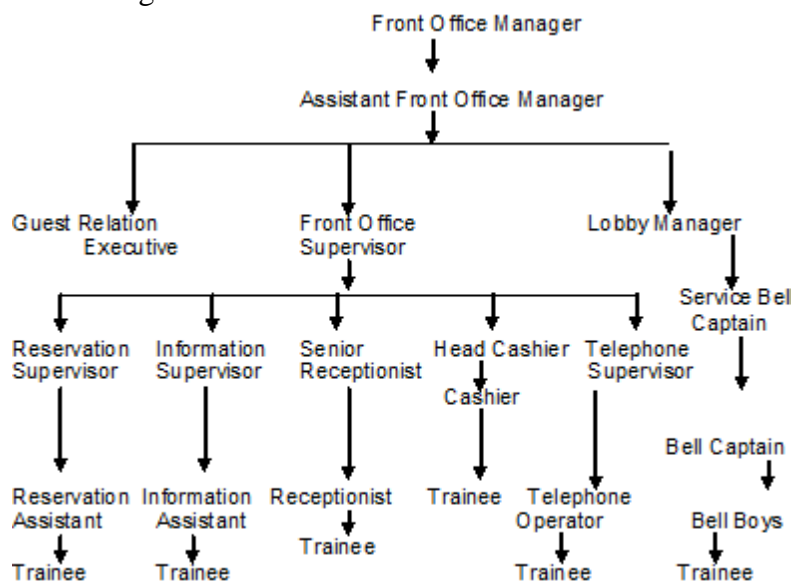 Front Office Manager
Assistant Front Office Manager
Guest Relation
Executive
Front Office
Supervisor
Lobby Manager
Service Bell
Captain
Reservation
Supervisor
Information
Supervisor
Senior
Receptionist
Head Cashier
Telephone
Supervisor
Cashier
Bell Captain
Reservation
Assistant
Information
Assistant
Receptionist
Trainee
Trainee
Telephone
Operator
Bell Boys
Trainee
Trainee
Trainee
Trainee